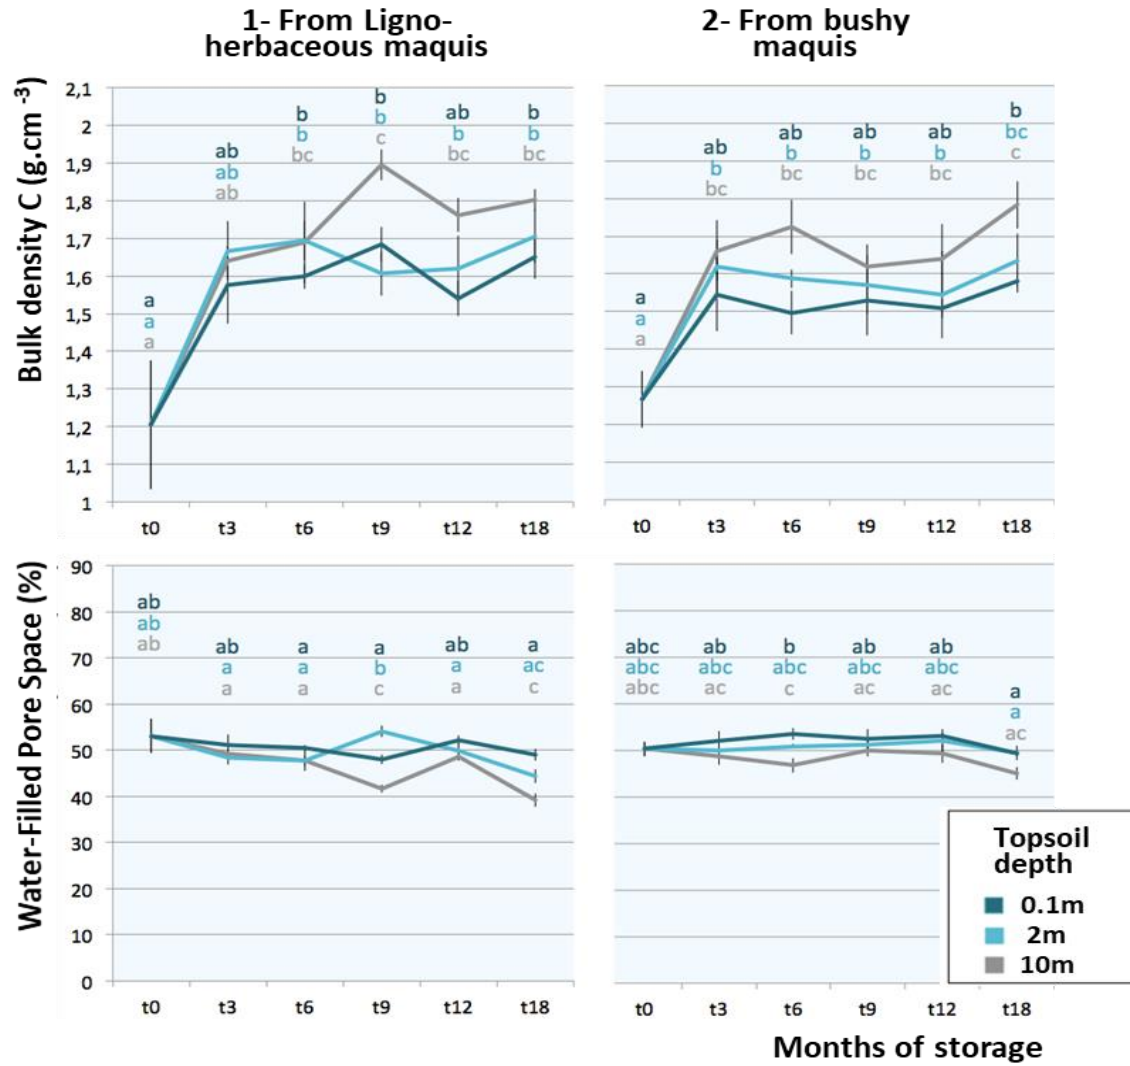 1- From Ligno-
herbaceous maquis
2- From bushy
maquis
Bulk density C (g.cm -3)
2,1
2
1,9
1,8
1,7
1,6
1,5
1,4
1,3
1,2
1,1
1
a
a
a
ab
ab
ab
b
b
bc
b
b
c
ab
b
bc
b
b
bc
t0 t3 t6 t9 t12 t18
a
a
a
ab
b
bc
ab
b
bc
ab
b
bc
ab
b
bc
b
bc
c
t0 t3 t6 t9 t12 t18
Water-Filled Pore Space (%)
90
80
70
60
50
40
30
20
10
0
ab
ab
ab
ab
a
a
a
a
a
a
b
c
ab
a
a
a
ac
c
t0 t3 t6 t9 t12 t18
abc
abc
abc
ab
abc
ac
b
abc
c
ab
abc
ac
ab
abc
ac
a
a
ac
t0 t3 t6 t9 t12 t18
Topsoil
depth
0.1m
2m
10m
Months of storage